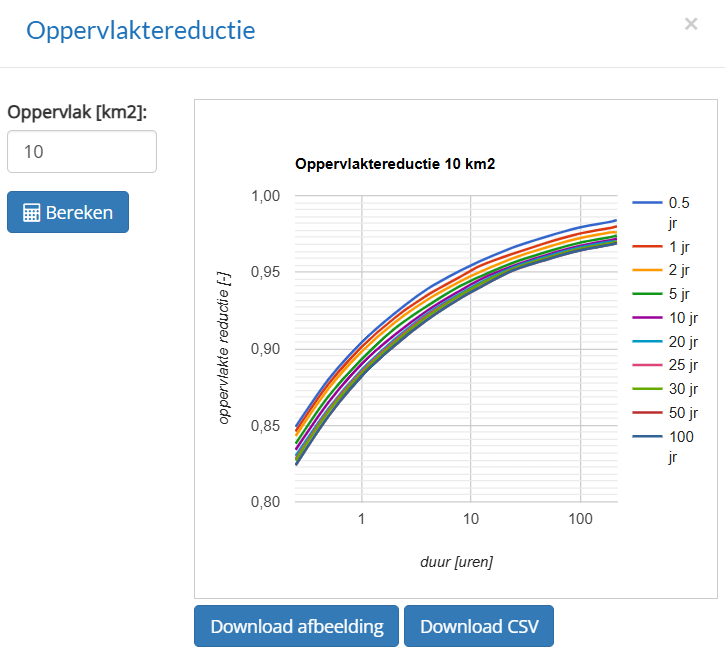 Oppervlaktereductie
×
Oppervlak [km2]:
10
Bereken
Oppervlaktereductie 10 km2
oppervlakte reductie [-]
1,00
0,95
0,90
0,85
0,80
1
10
100
duur [uren]
0.5
jr
1 jr
2 jr
5 jr
10 jr
20 jr
25 jr
30 jr
50 jr
100
jr
Download afbeelding
Download CSV